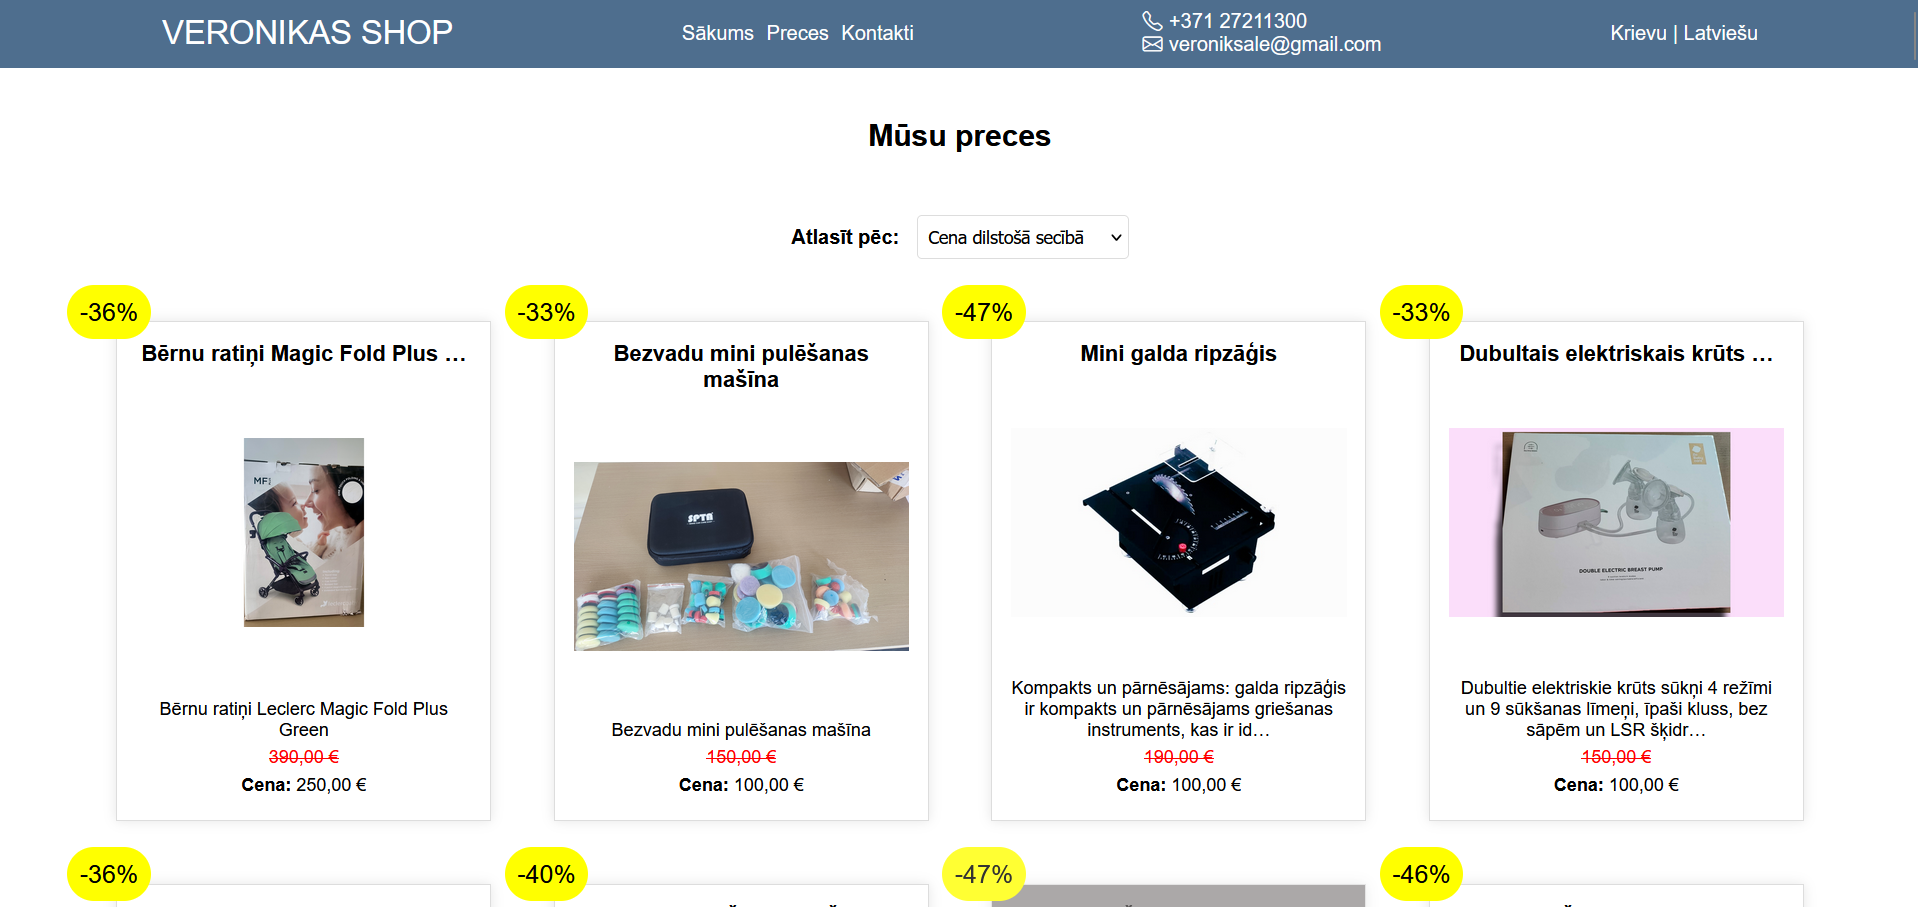 VERONIKAS SHOP
Sākums Preces Kontakti
+371 27211300
veroniksale@gmail.com
Krievu | Latviešu
Mūsu preces
Atlasīt pēc:
Cena dilstošā secībā
-36%
Bērnu ratiņi Magic Fold Plus ...
MF
Bērnu ratiņi Leclerc Magic Fold Plus
Green
390,00 €
Cena: 250,00 €
-33%
Bezvadu mini pulēšanas
mašīna
SPTA
Bezvadu mini pulēšanas mašīna
150,00 €
Cena: 100,00 €
-47%
Mini galda ripzāģis
Kompakts un pārnēsājams: galda ripzāģis
ir kompakts un pārnēsājams griešanas
instruments, kas ir id...
190,00 €
Cena: 100,00 €
-33%
Dubultais elektriskais krūts ...
DOUBLE ELECTRIC BREAST PUMP
Dubultie elektriskie krūts sūkņi 4 režīmi
un 9 sūkšanas līmeņi, īpaši kluss, bez
sāpēm un LSR šķidr...
150,00 €
Cena: 100,00 €
-36%
-40%
-47%
-46%